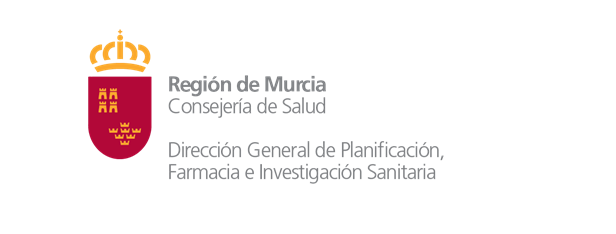 Región de Murcia
Consejería de Salud
Dirección General de Planificación,
Farmacia e Investigación Sanitaria